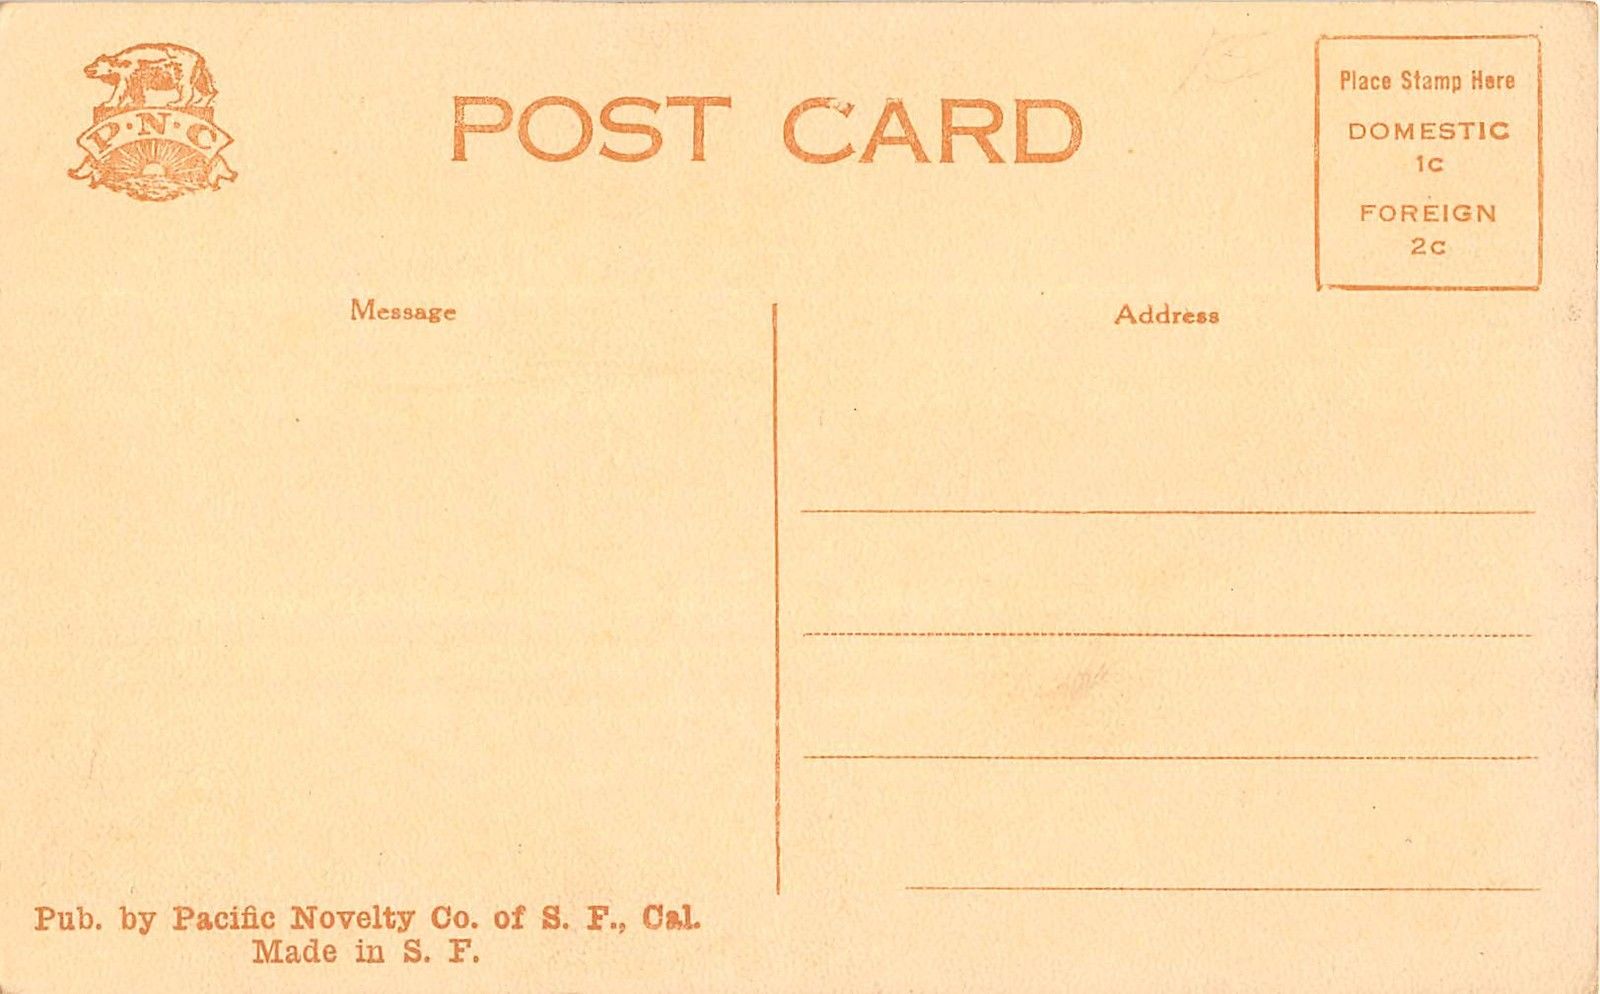 P·N·C
POST CARD
Place Stamp Here
DOMESTIC
1c
FOREIGN
2c
Message
Address
Pub. by Pacific Novelty Co. of S. F., Cal.
Made in S. F.